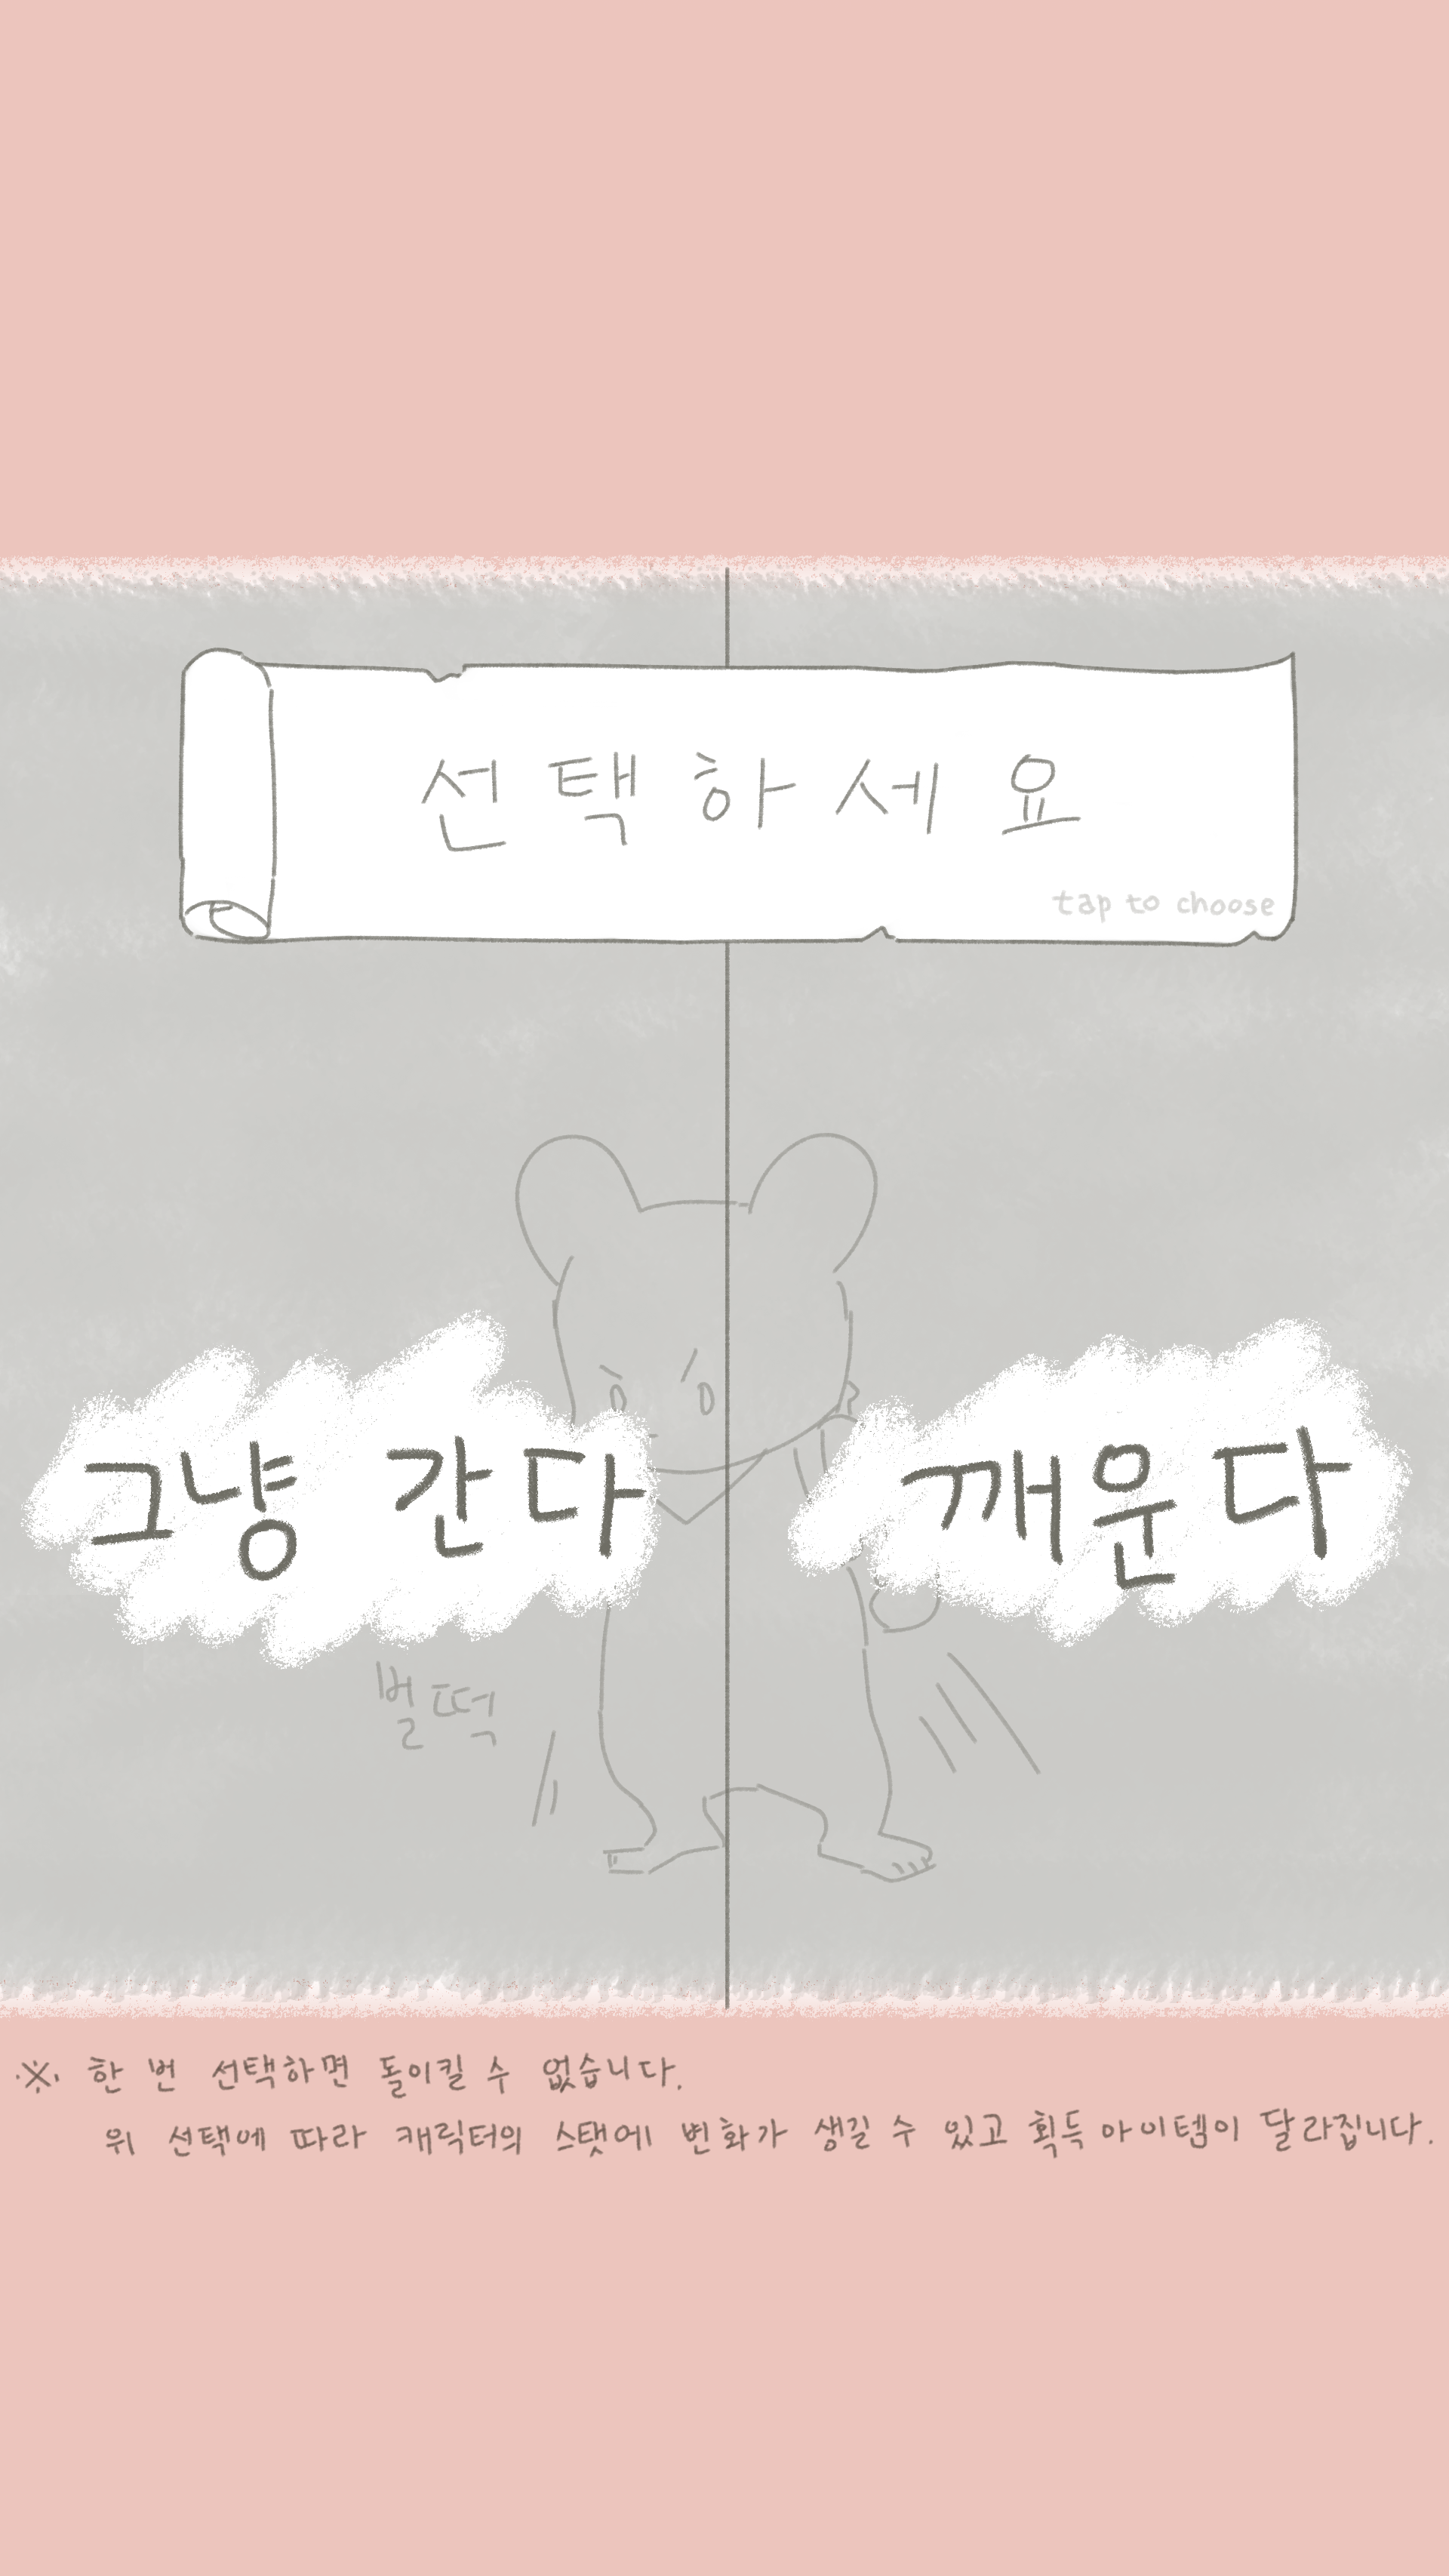 선택하세요
tap to choose
그냥 간다
깨운다
벌떡
※ 한 번 선택하면 돌이킬 수 없습니다.
위 선택에 따라 캐릭터의 스탯에 변화가 생길 수 있고 획득 아이템이 달라집니다.